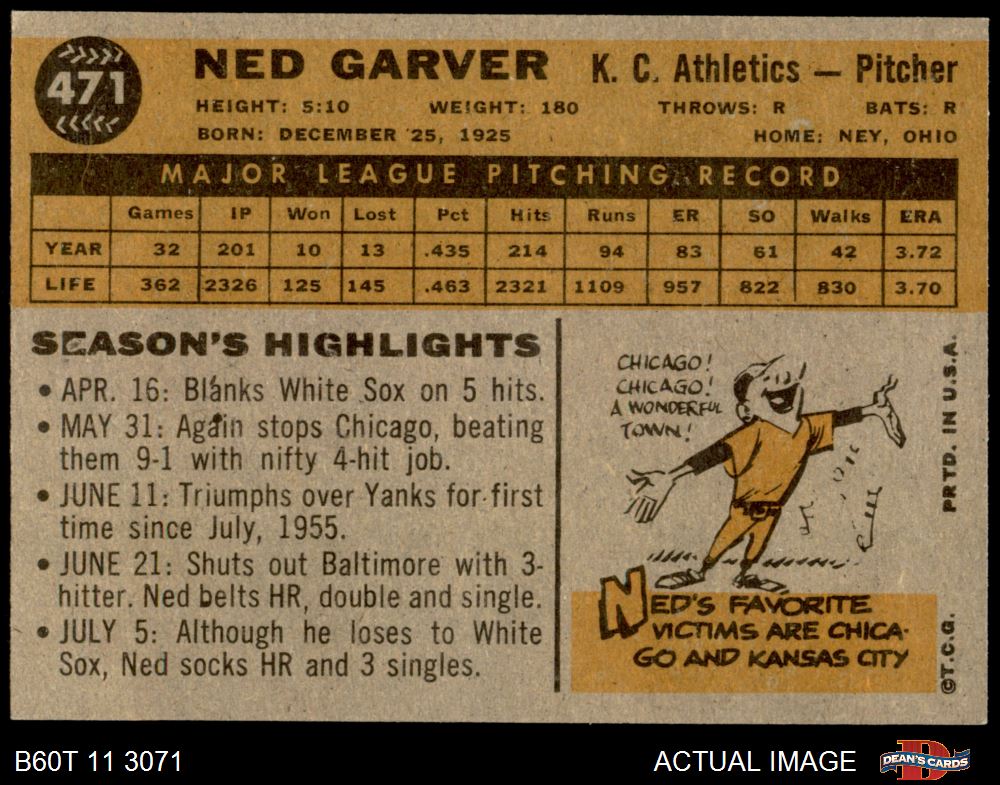 471
NED GARVER K. C. Athletics — Pitcher
HEIGHT: 5:10 WEIGHT: 180 THROWS: R BATS: R
BORN: DECEMBER 25, 1925 HOME: NEY, OHIO
MAJOR LEAGUE PITCHING RECORD
Games IP Won Lost Pct Hits Runs ER SO Walks ERA
YEAR 32 201 10 13 .435 214 94 83 61 42 3.72
LIFE 362 2326 125 145 .463 2321 1109 957 822 830 3.70
SEASON'S HIGHLIGHTS
• APR. 16: Blanks White Sox on 5 hits.
• MAY 31: Again stops Chicago, beating
them 9-1 with nifty 4-hit job.
• JUNE 11: Triumphs over Yanks for first
time since July, 1955.
• JUNE 21: Shuts out Baltimore with 3-
hitter. Ned belts HR, double and single.
• JULY 5: Although he loses to White
Sox, Ned socks HR and 3 singles.
CHICAGO!
CHICAGO!
A WONDERFUL
TOWN!
NED'S FAVORITE
VICTIMS ARE CHICA-
GO AND KANSAS CITY
©T.C.G. PRTD. IN U.S.A.
B60T 11 3071 ACTUAL IMAGE DEAN'S CARDS